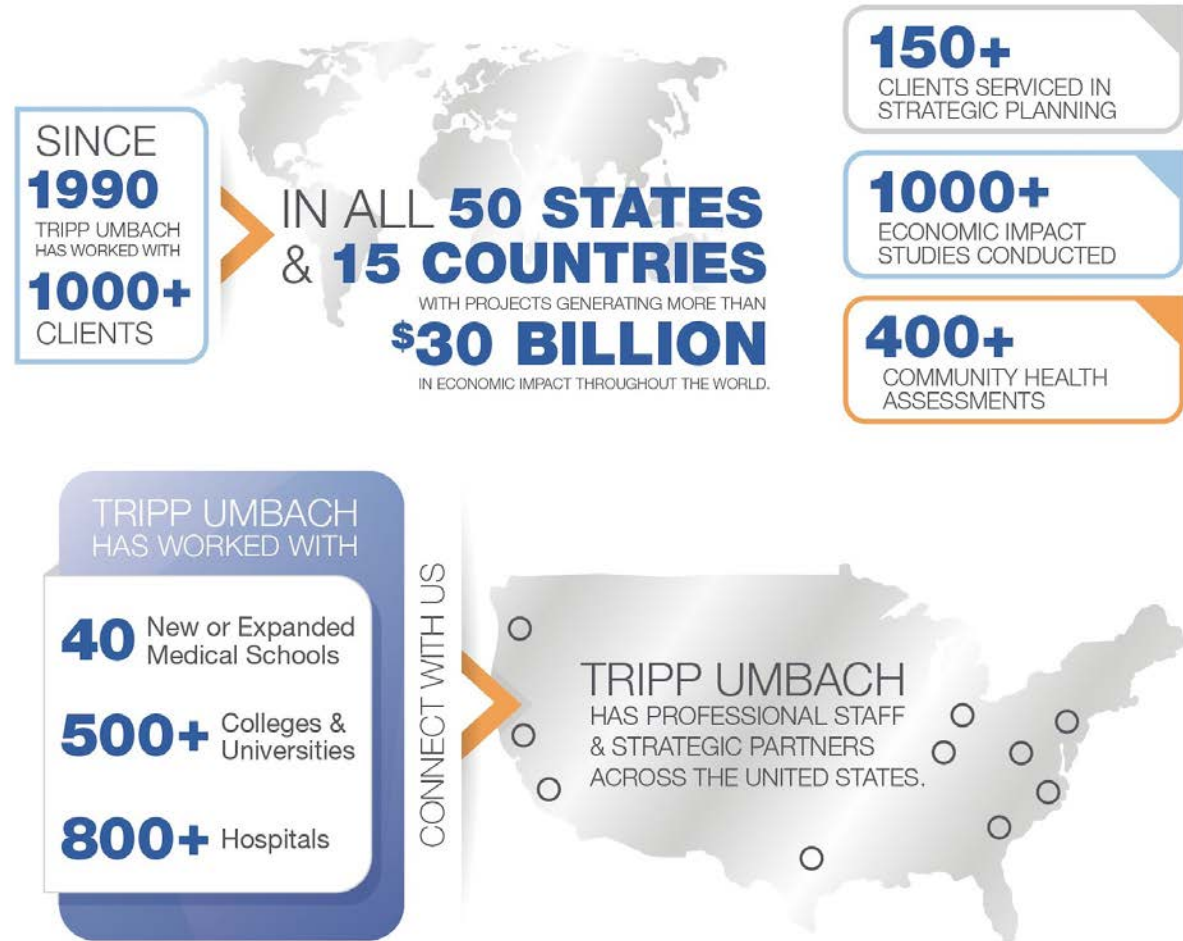 SINCE
1990
TRIPP UMBACH
HAS WORKED WITH
1000+
CLIENTS
IN ALL 50 STATES
& 15 COUNTRIES
WITH PROJECTS GENERATING MORE THAN
$30 BILLION
IN ECONOMIC IMPACT THROUGHOUT THE WORLD.
150+
CLIENTS SERVICED IN
STRATEGIC PLANNING
1000+
ECONOMIC IMPACT
STUDIES CONDUCTED
400+
COMMUNITY HEALTH
ASSESSMENTS
TRIPP UMBACH
HAS WORKED WITH
40 New or Expanded
Medical Schools
500+ Colleges &
Universities
800+ Hospitals
CONNECT WITH US
TRIPP UMBACH
HAS PROFESSIONAL STAFF
& STRATEGIC PARTNERS
ACROSS THE UNITED STATES.